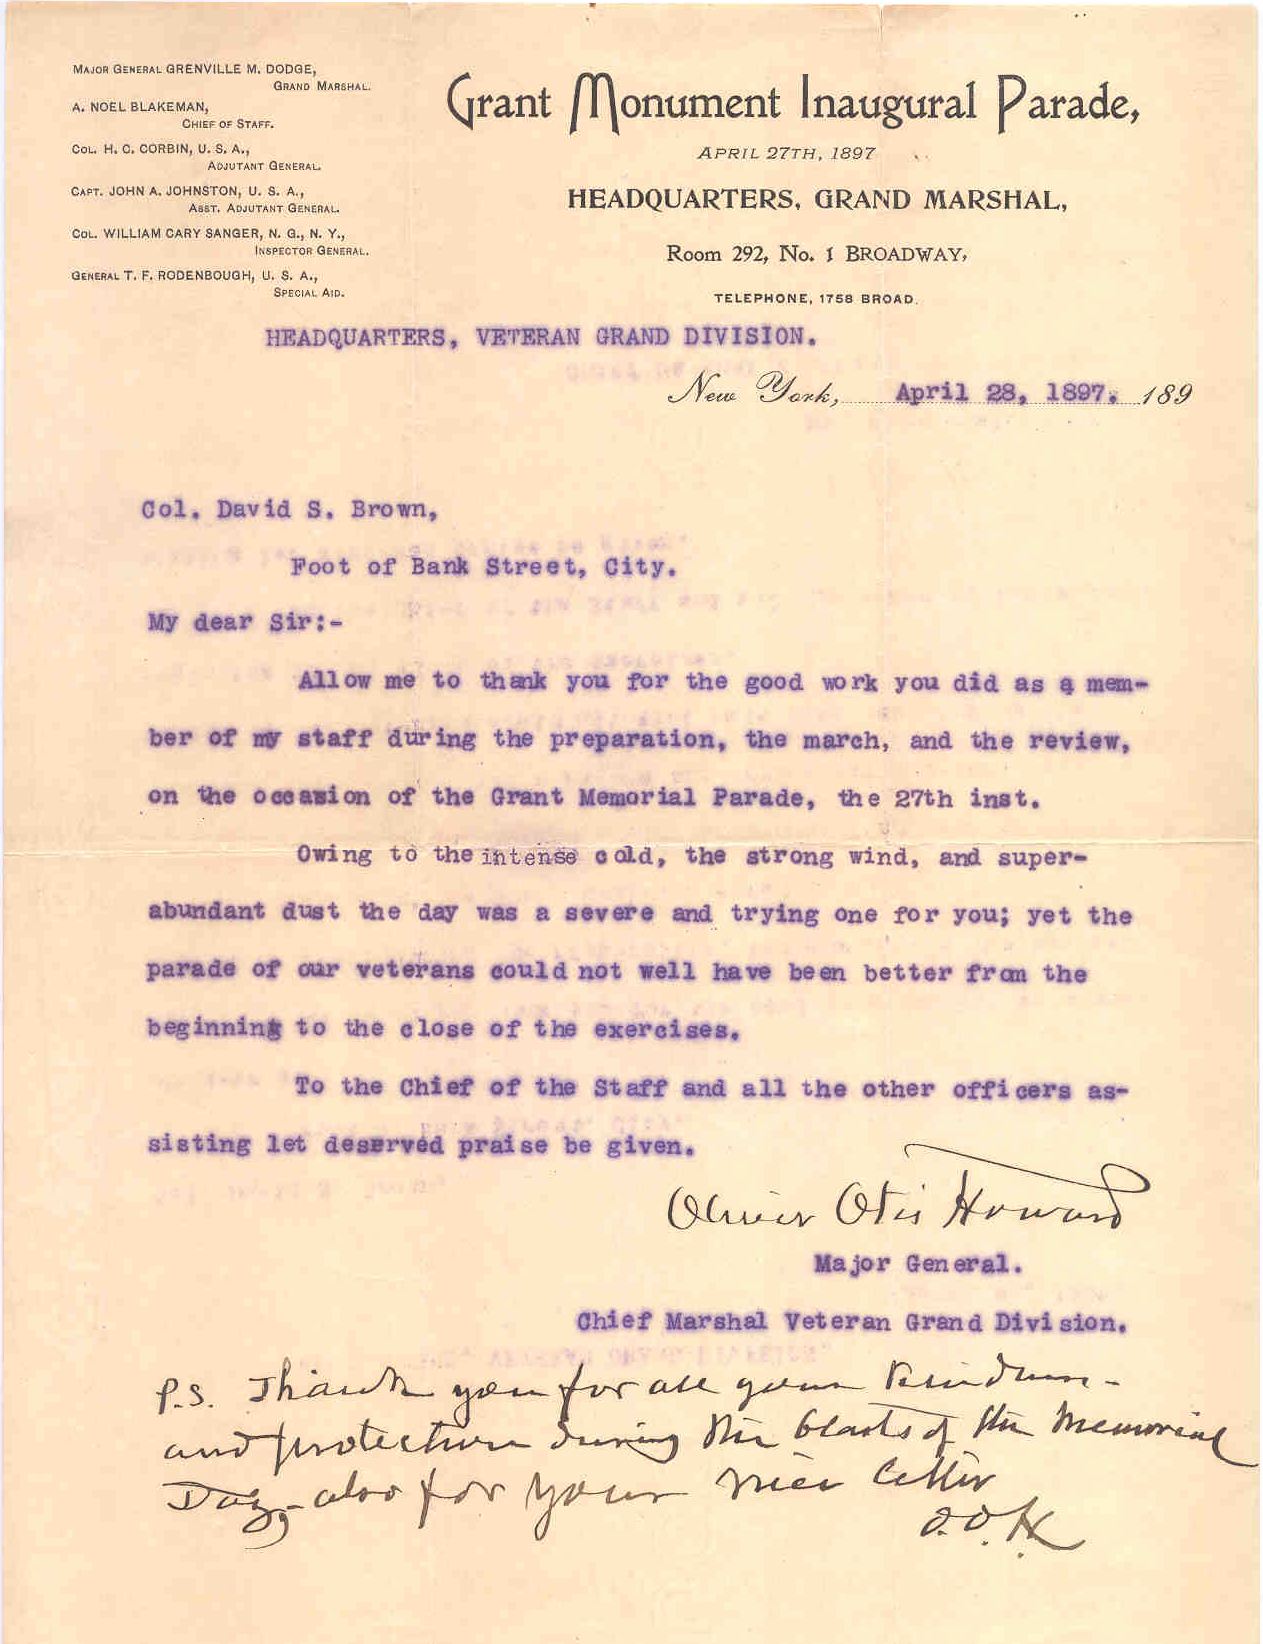 MAJOR GENERAL GRENVILLE M. DODGE,
GRAND MARSHAL.
A. NOEL BLAKEMAN,
CHIEF OF STAFF.
COL. H. C. CORBIN, U. S. A.,
ADJUTANT GENERAL.
CAPT. JOHN A. JOHNSTON, U. S. A.,
ASST. ADJUTANT GENERAL.
COL. WILLIAM CARY SANGER, N. G., N. Y.,
INSPECTOR GENERAL.
GENERAL T. F. RODENBOUGH, U. S. A.,
SPECIAL AID.
Grant Monument Inaugural Parade,
APRIL 27TH, 1897
HEADQUARTERS, GRAND MARSHAL,
Room 292, No. 1 BROADWAY,
TELEPHONE, 1758 BROAD.
HEADQUARTERS, VETERAN GRAND DIVISION.
New York, April 28, 1897. 189
Col. David S. Brown,
Foot of Bank Street, City.
My dear Sir:-
Allow me to thank you for the good work you did as a mem-
ber of my staff during the preparation, the march, and the review,
on the occasion of the Grant Memorial Parade, the 27th inst.
Owing to the intense cold, the strong wind, and super-
abundant dust the day was a severe and trying one for you; yet the
parade of our veterans could not well have been better from the
beginning to the close of the exercises.
To the Chief of the Staff and all the other officers as-
sisting let deserved praise be given.
Oliver Otis Howard
Major General.
Chief Marshal Veteran Grand Division.
P.S. Thank you for all your kindness
and protection during the blasts of the Memorial
Day, also for your nice letter
O.O.H.